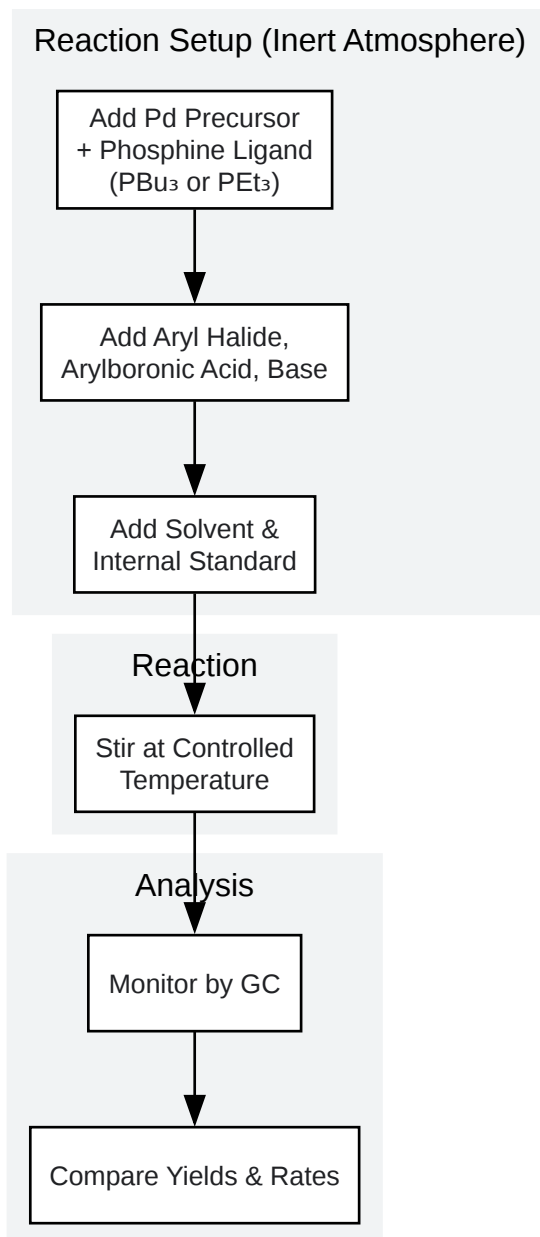 Reaction Setup (Inert Atmosphere)
Add Pd Precursor
+ Phosphine Ligand
(PBu₃ or PEt₃)
Add Aryl Halide,
Arylboronic Acid, Base
Add Solvent &
Internal Standard
Reaction
Stir at Controlled
Temperature
Analysis
Monitor by GC
Compare Yields & Rates